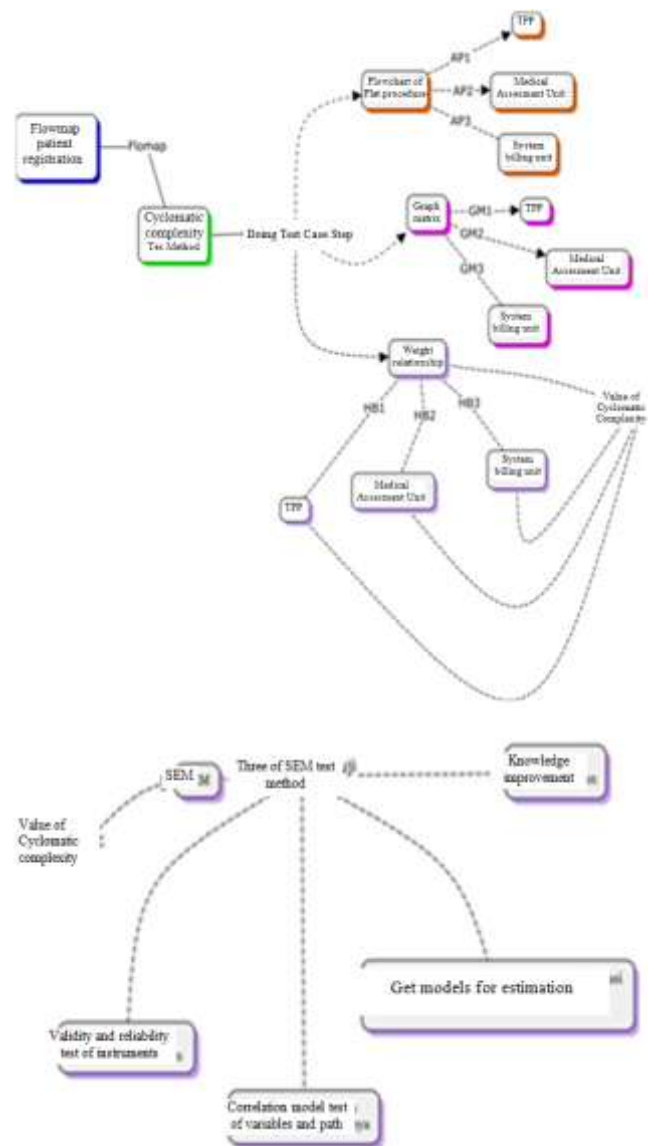 TPP
AP1
Flowchart of
Flat procedure
AP2
Medical
Assesment Unit
AP3
System
billing unit
Flowmap
patient
registration
Flomap
Cyclomatic
complexity
Tes Method
Doing Test Case Step
Graph
matrix
GM1
TPP
GM2
Medical
Assesment Unit
GM3
System
billing unit
Weight
relationship
HB1
HB2
HB3
Value of
Cyclomatic
Complexity
System
billing unit
Medical
Assesment Unit
TPP
SEM
Three of SEM test
method
Knowledge
improvement
Value of
Cyclomatic
complexity
Get models for estimation
Validity and reliability
test of instruments
Correlation model test
of variables and path